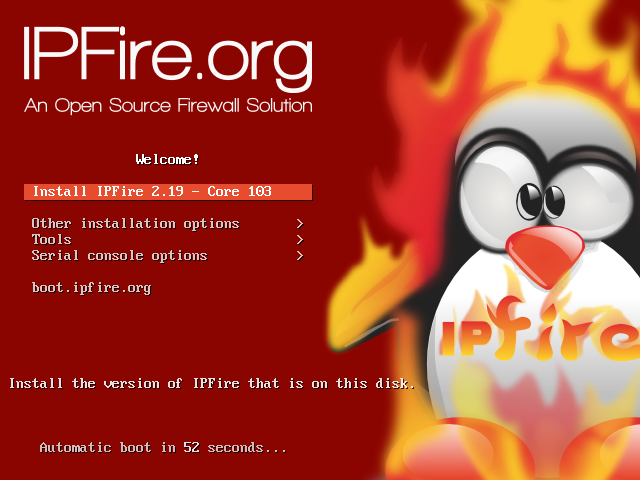 IPFire.org
An Open Source Firewall Solution
Welcome!
Install IPFire 2.19 - Core 103
Other installation options >
Tools >
Serial console options >
boot.ipfire.org
IPfire
Install the version of IPFire that is on this disk.
Automatic boot in 52 seconds...